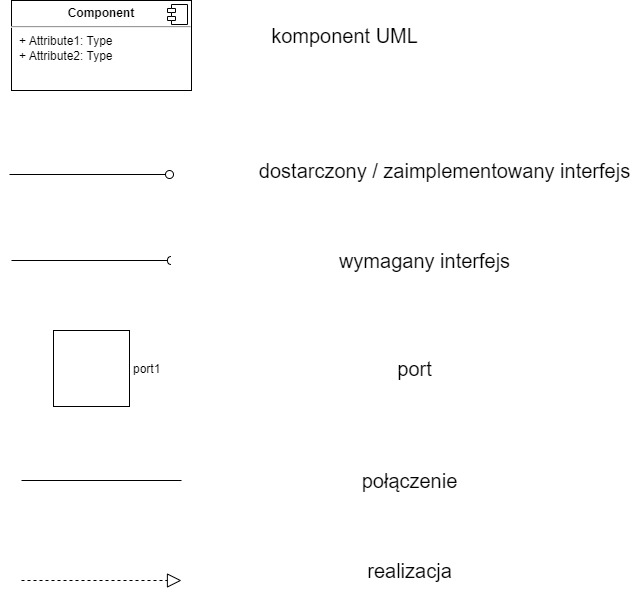 Component
+ Attribute1: Type
+ Attribute2: Type
komponent UML
dostarczony / zaimplementowany interfejs
wymagany interfejs
port1
port
połączenie
realizacja